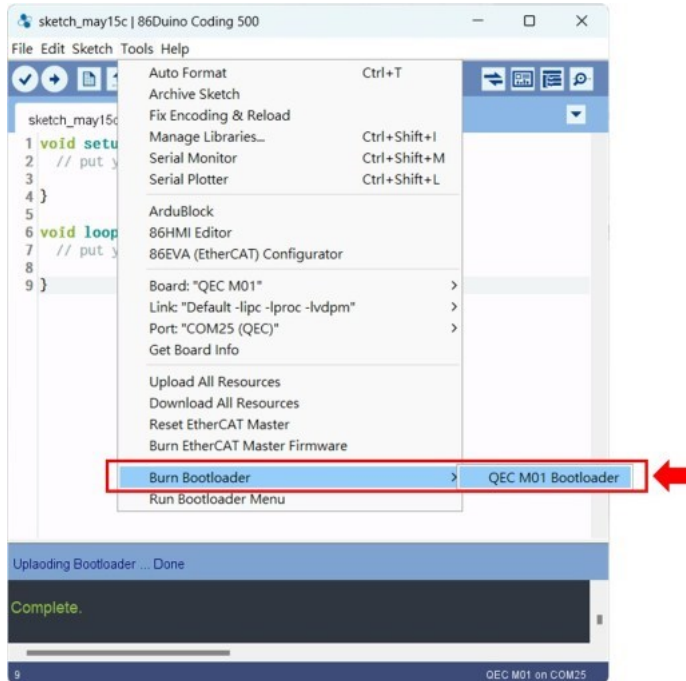 sketch_may15c | 86Duino Coding 500
File Edit Sketch Tools Help
sketch_may15c
1 void setu
2 // put y
3
4 }
5
6 void loop
7 // put y
8
9 }
Auto Format Ctrl+T
Archive Sketch
Fix Encoding & Reload
Manage Libraries... Ctrl+Shift+I
Serial Monitor Ctrl+Shift+M
Serial Plotter Ctrl+Shift+L
ArduBlock
86HMI Editor
86EVA (EtherCAT) Configurator
Board: "QEC M01"
Link: "Default -lipc -lproc -lvdpm"
Port: "COM25 (QEC)"
Get Board Info
Upload All Resources
Download All Resources
Reset EtherCAT Master
Burn EtherCAT Master Firmware
Burn Bootloader QEC M01 Bootloader
Run Bootloader Menu
Uplaoding Bootloader ... Done
Complete.
9 QEC M01 on COM25